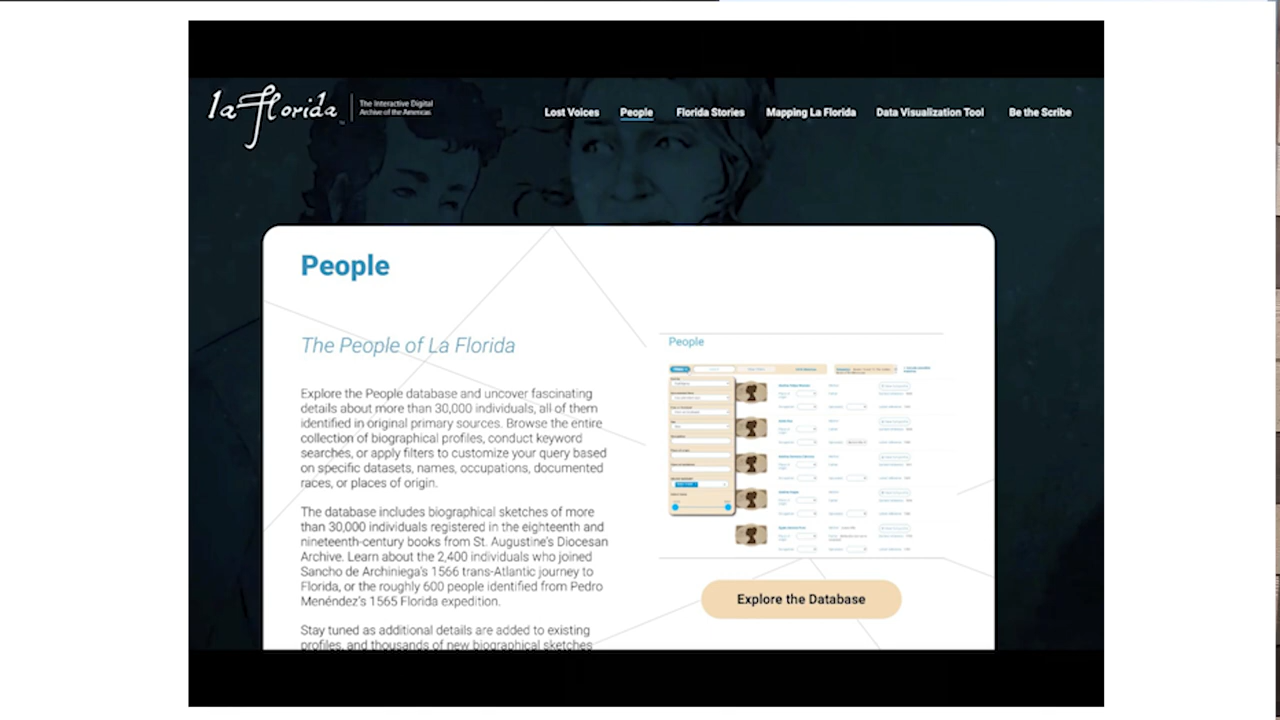 la florida
The Interactive Digital
Archive of the Americas
Lost Voices
People
Florida Stories
Mapping La Florida
Data Visualization Tool
Be the Scribe
People
The People of La Florida
Explore the People database and uncover fascinating
details about more than 30,000 individuals, all of them
identified in original primary sources. Browse the entire
collection of biographical profiles, conduct keyword
searches, or apply filters to customize your query based
on specific datasets, names, occupations, documented
races, or places of origin.
The database includes biographical sketches of more
than 30,000 individuals registered in the eighteenth and
nineteenth-century books from St. Augustine's Diocesan
Archive. Learn about the 2,400 individuals who joined
Sancho de Archiniega's 1566 trans-Atlantic journey to
Florida, or the roughly 600 people identified from Pedro
Menéndez's 1565 Florida expedition.
Stay tuned as additional details are added to existing
profiles, and thousands of new biographical sketches
People
Explore the Database